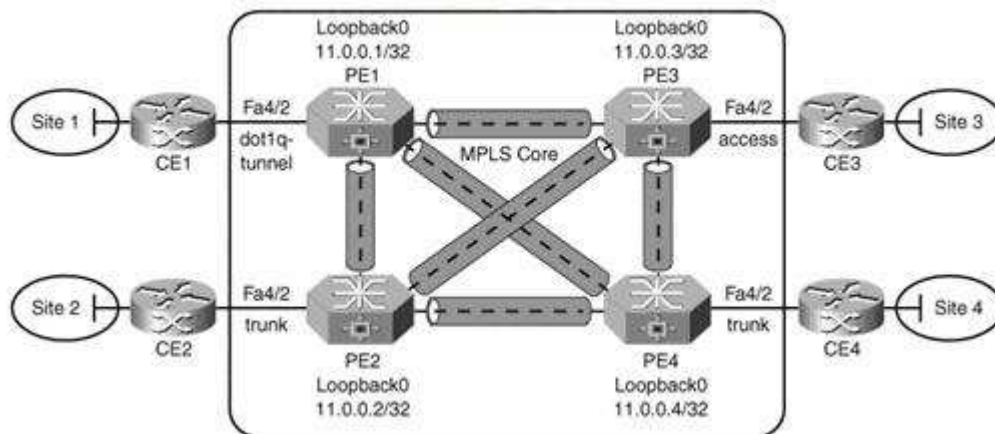 Loopback0
11.0.0.1/32
PE1
Loopback0
11.0.0.3/32
PE3
Site 1
CE1
Fa4/2
dot1q-
tunnel
MPLS Core
Fa4/2
access
CE3
Site 3
Site 2
CE2
Fa4/2
trunk
PE2
Loopback0
11.0.0.2/32
PE4
Loopback0
11.0.0.4/32
Fa4/2
trunk
CE4
Site 4